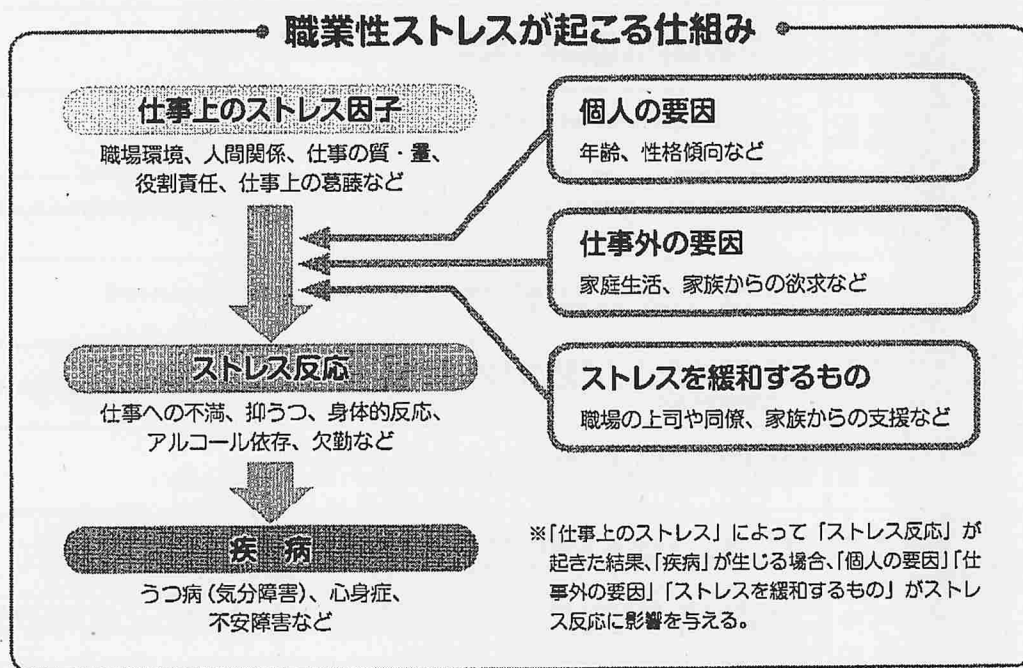 職業性ストレスが起こる仕組み
仕事上のストレス因子
職場環境、人間関係、仕事の質・量、
役割責任、仕事上の葛藤など
個人の要因
年齢、性格傾向など
仕事外の要因
家庭生活、家族からの欲求など
ストレスを緩和するもの
職場の上司や同僚、家族からの支援など
ストレス反応
仕事への不満、抑うつ、身体的反応、
アルコール依存、欠勤など
疾病
うつ病(気分障害)、心身症、
不安障害など
※「仕事上のストレス」によって「ストレス反応」が
起きた結果、「疾病」が生じる場合、「個人の要因」「仕
事外の要因」「ストレスを緩和するもの」がストレ
ス反応に影響を与える。